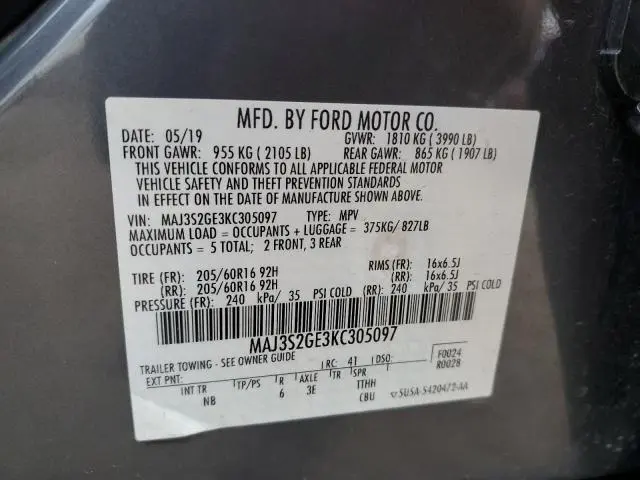 MFD. BY FORD MOTOR CO.
DATE: 05/19 GVWR: 1810 KG (3990 LB)
FRONT GAWR: 955 KG (2105 LB) REAR GAWR: 865 KG (1907 LB)
THIS VEHICLE CONFORMS TO ALL APPLICABLE FEDERAL MOTOR
VEHICLE SAFETY AND THEFT PREVENTION STANDARDS
IN EFFECT ON THE DATE OF MANUFACTURE SHOWN ABOVE.
VIN: MAJ3S2GE3KC305097 TYPE: MPV
MAXIMUM LOAD = OCCUPANTS + LUGGAGE = 375KG/ 827LB
OCCUPANTS = 5 TOTAL; 2 FRONT, 3 REAR
TIRE (FR): 205/60R16 92H RIMS (FR): 16x6.5J
(RR): 205/60R16 92H (RR): 16x6.5J
PRESSURE (FR): 240 kPa/ 35 PSI COLD (RR): 240 kPa/ 35 PSI COLD
MAJ3S2GE3KC305097
TRAILER TOWING - SEE OWNER GUIDE RC: 41 DSO: F0024
EXT PNT: R0028
INT TR TP/PS R AXLE TR SPR
NB 6 3E TTHH
CBU 5U5A-5420472-AA